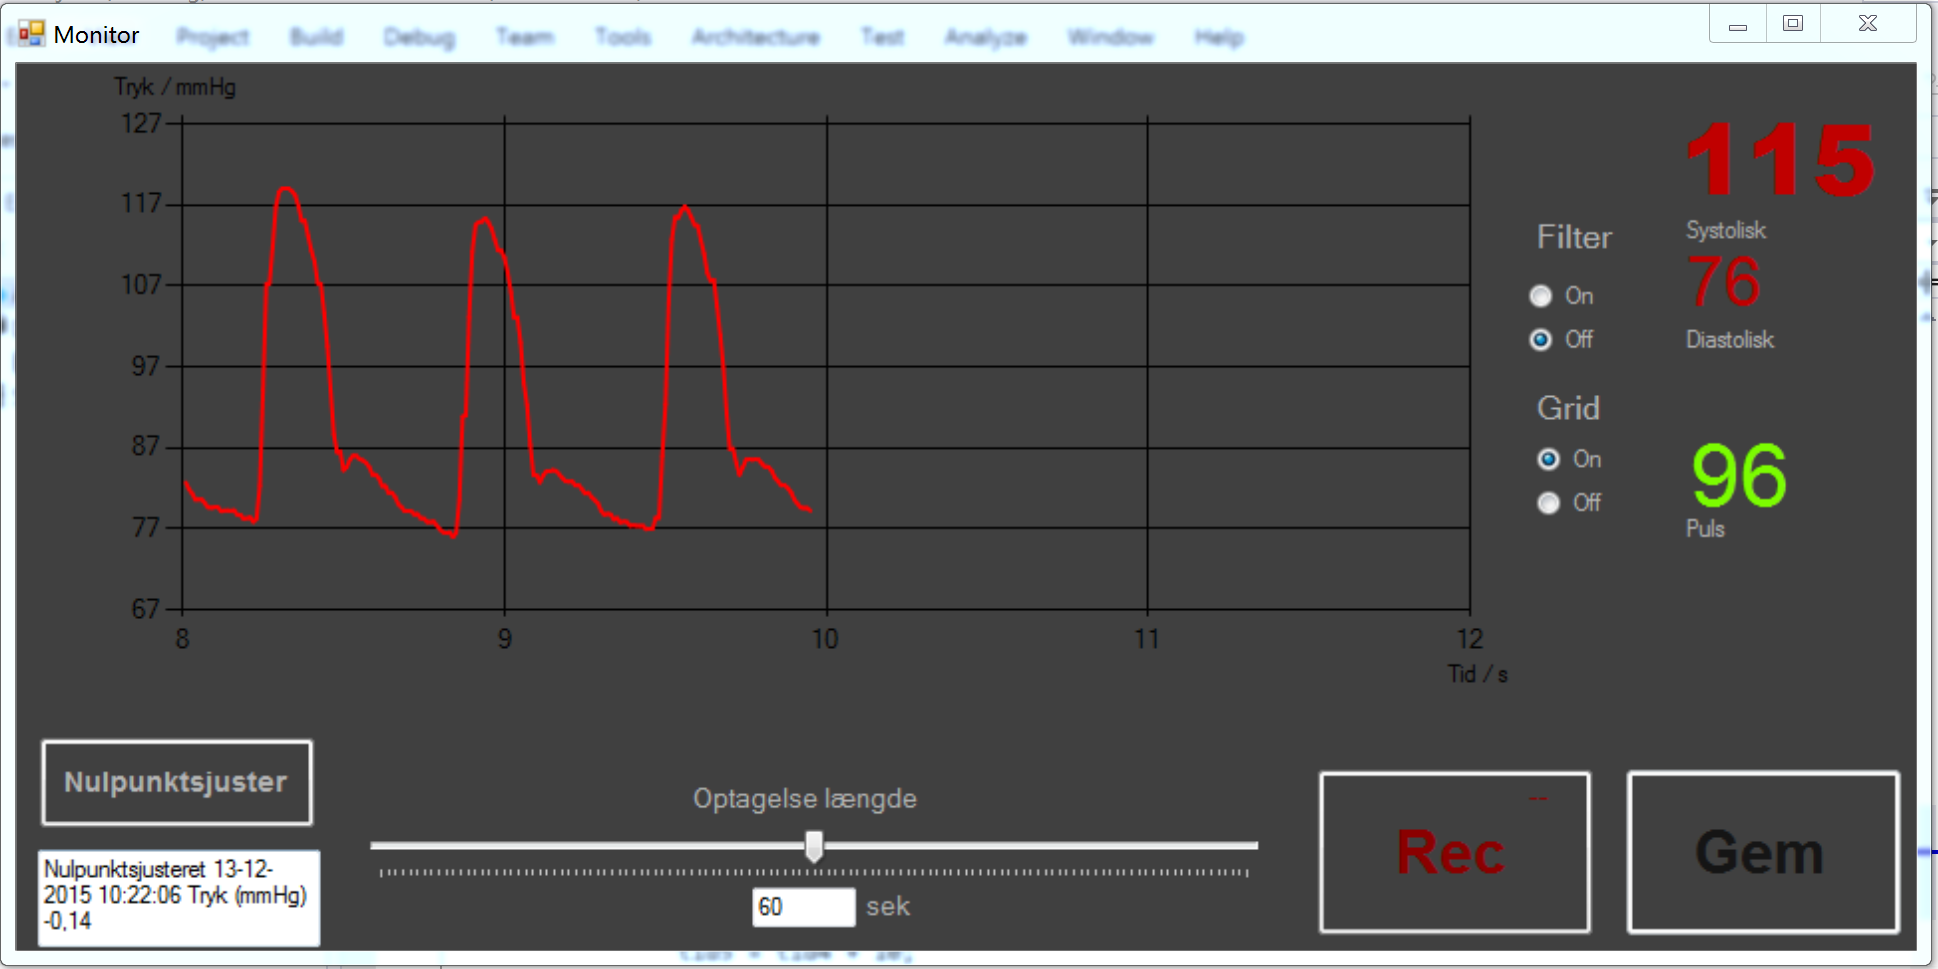 Monitor
Project Build Debug Team Tools Architecture Test Analyze Window Help
Tryk / mmHg
127
117
107
97
87
77
67
8 9 10 11 12
Tid / s
115
Systolisk
76
Diastolisk
Filter
On
Off
Grid
On
Off
96
Puls
Nulpunktsjuster
Nulpunktsjusteret 13-12-
2015 10:22:06 Tryk (mmHg)
-0,14
Optagelse længde
60 sek
--
Rec
Gem